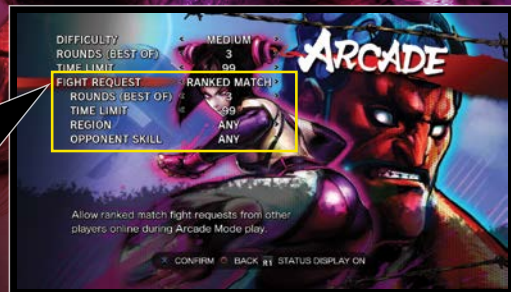 ARCADE
DIFFICULTY MEDIUM
ROUNDS (BEST OF) 3
TIME LIMIT 99
FIGHT REQUEST RANKED MATCH
ROUNDS (BEST OF) 3
TIME LIMIT 99
REGION ANY
OPPONENT SKILL ANY
Allow ranked match fight requests from other
players online during Arcade Mode play.
X CONFIRM O BACK R1 STATUS DISPLAY ON